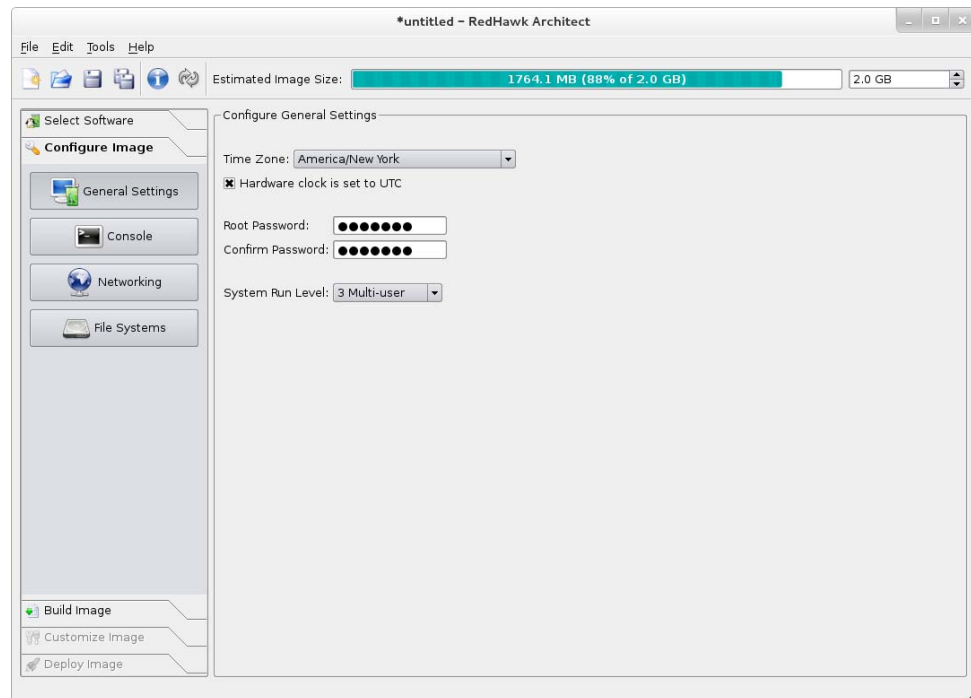 *untitled – RedHawk Architect
File Edit Tools Help
Estimated Image Size: 1764.1 MB (88% of 2.0 GB) 2.0 GB
Select Software
Configure Image
General Settings
Console
Networking
File Systems
Build Image
Customize Image
Deploy Image
Configure General Settings
Time Zone: America/New York
Hardware clock is set to UTC
Root Password: ●●●●●●●
Confirm Password: ●●●●●●●
System Run Level: 3 Multi-user